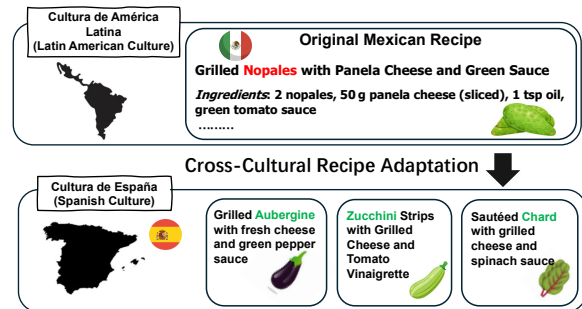 Cultura de América
Latina
(Latin American Culture)
Original Mexican Recipe
Grilled Nopales with Panela Cheese and Green Sauce
Ingredients: 2 nopales, 50 g panela cheese (sliced), 1 tsp oil,
green tomato sauce
………
Cross-Cultural Recipe Adaptation
Cultura de España
(Spanish Culture)
Grilled Aubergine
with fresh cheese
and green pepper
sauce
Zucchini Strips
with Grilled
Cheese and
Tomato
Vinaigrette
Sautéed Chard
with grilled
cheese and
spinach sauce